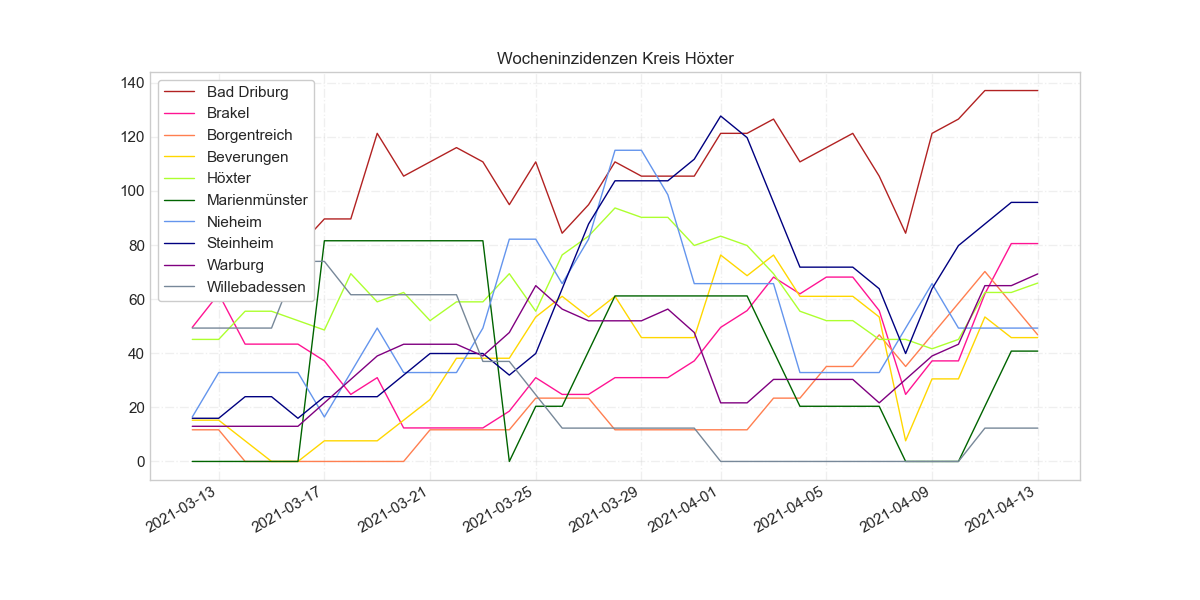 Wocheninzidenzen Kreis Höxter
140
120
100
80
60
40
20
0
Bad Driburg
Brakel
Borgentreich
Beverungen
Höxter
Marienmünster
Nieheim
Steinheim
Warburg
Willebadessen
2021-03-13
2021-03-17
2021-03-21
2021-03-25
2021-03-29
2021-04-01
2021-04-05
2021-04-09
2021-04-13